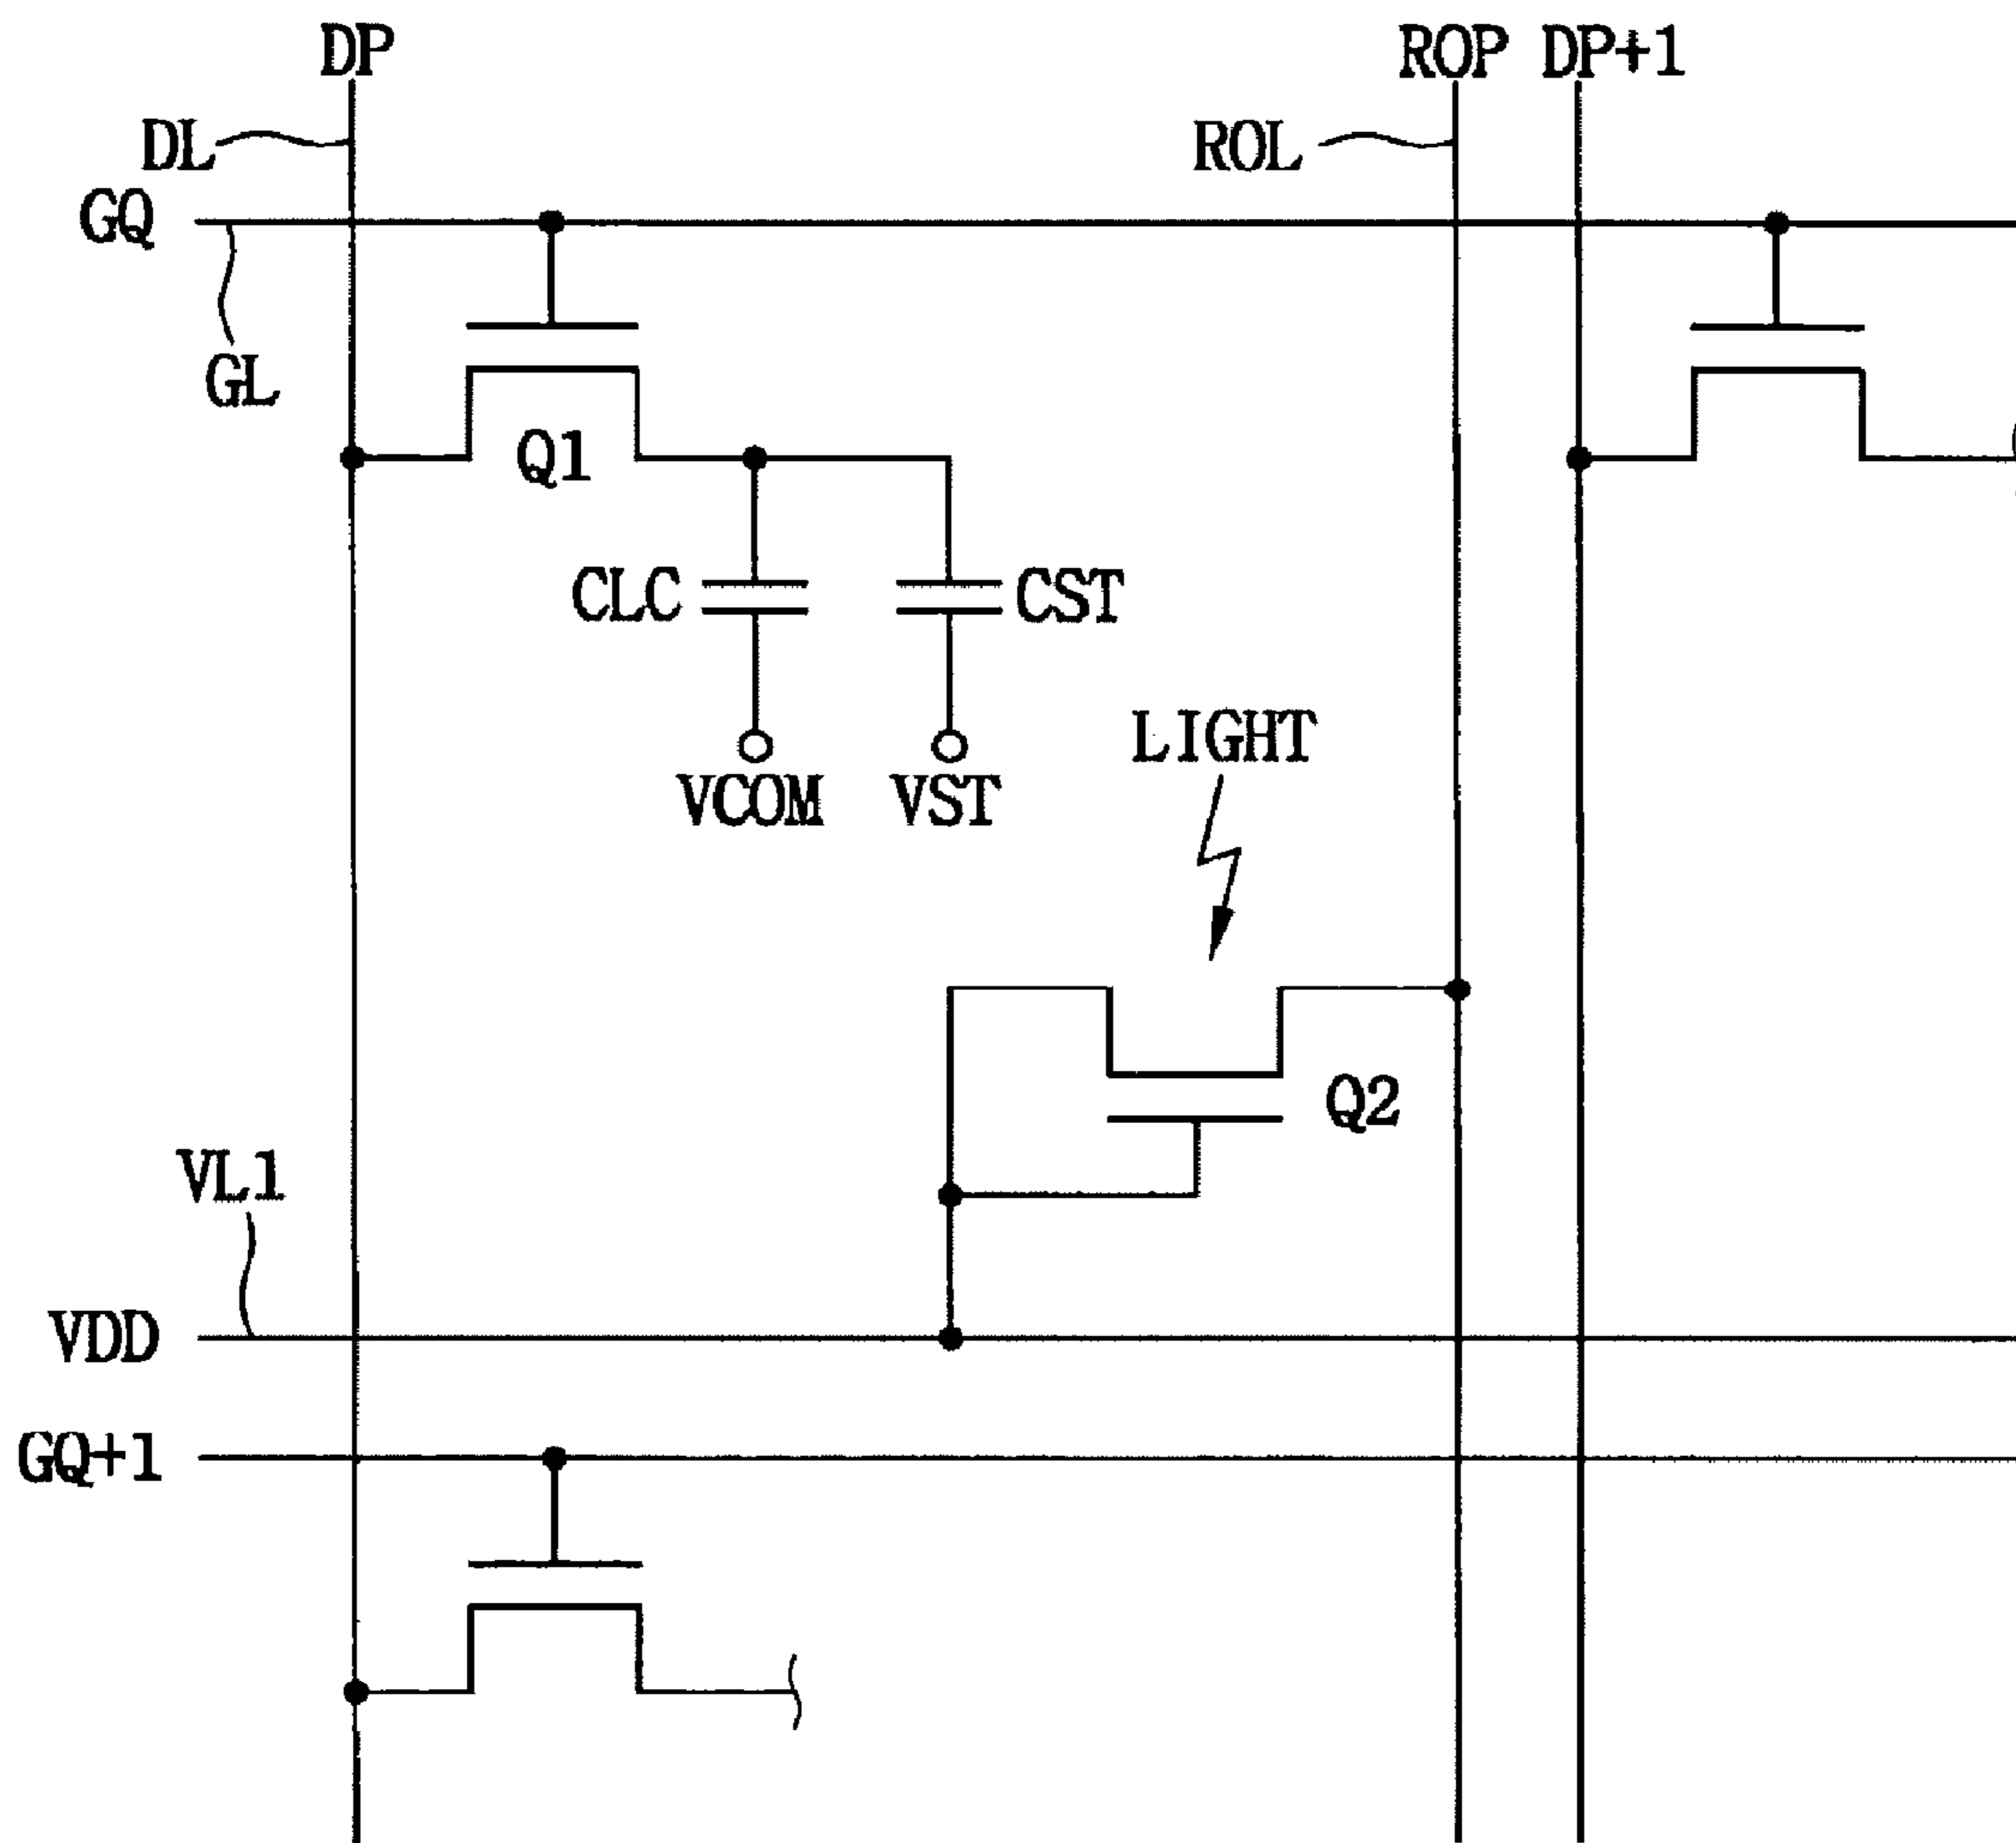 DP
ROP DP+1
DL
ROL
GQ
GL
Q1
CLC
CST
LIGHT
VCOM
VST
Q2
VL1
VDD
GQ+1